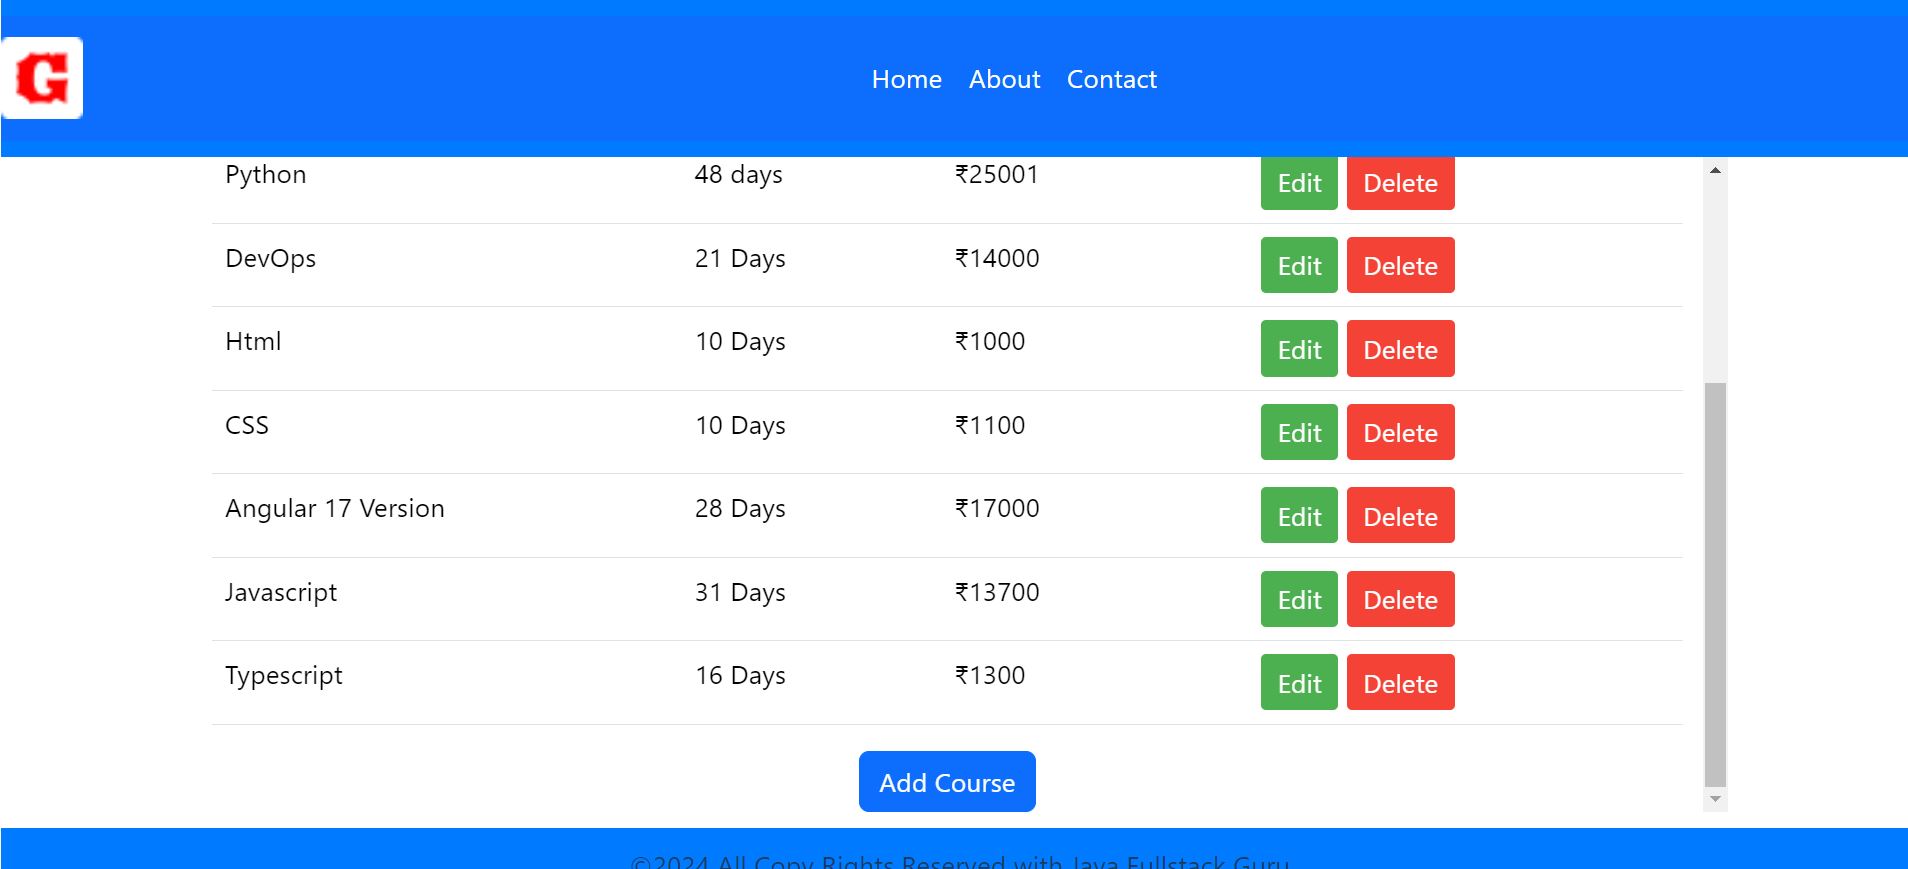 G
Home About Contact
Python 48 days ₹25001 Edit Delete
DevOps 21 Days ₹14000 Edit Delete
Html 10 Days ₹1000 Edit Delete
CSS 10 Days ₹1100 Edit Delete
Angular 17 Version 28 Days ₹17000 Edit Delete
Javascript 31 Days ₹13700 Edit Delete
Typescript 16 Days ₹1300 Edit Delete
Add Course
©2024 All Copy Rights Reserved with Java Fullstack Guru